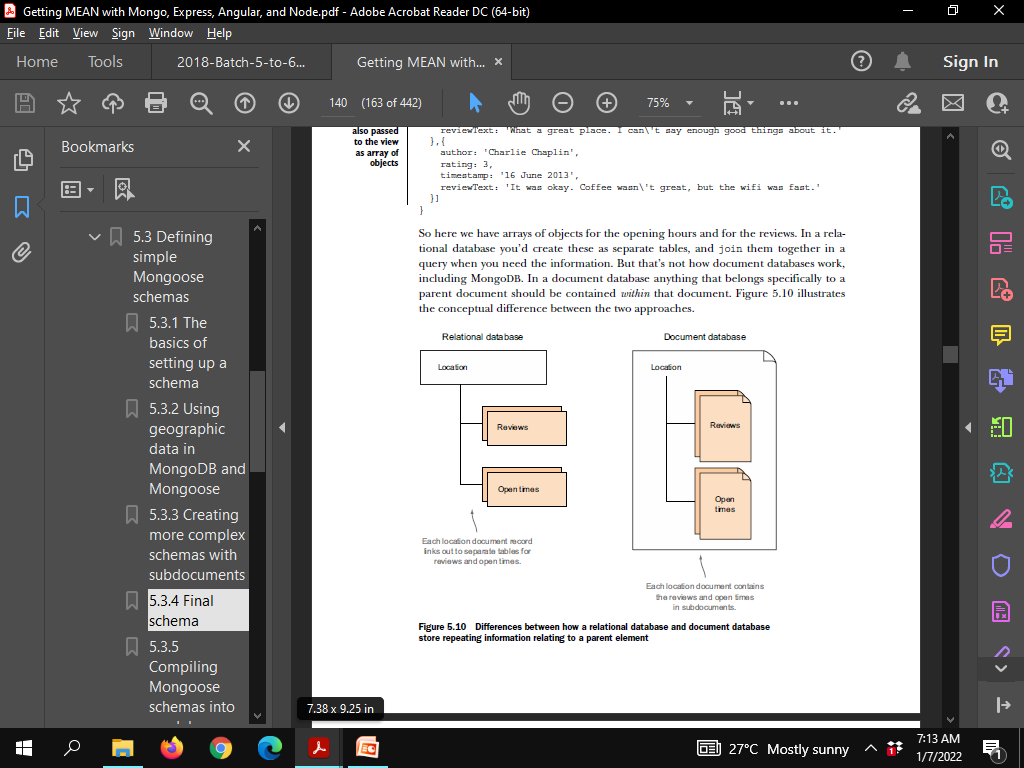 Getting MEAN with Mongo, Express, Angular, and Node.pdf - Adobe Acrobat Reader DC (64-bit)
File Edit View Sign Window Help
Home Tools 2018-Batch-5-to-6... Getting MEAN with... × Sign In
140 (163 of 442) 75%
Bookmarks
5.3 Defining
simple
Mongoose
schemas
5.3.1 The
basics of
setting up a
schema
5.3.2 Using
geographic
data in
MongoDB and
Mongoose
5.3.3 Creating
more complex
schemas with
subdocuments
5.3.4 Final
schema
5.3.5
Compiling
Mongoose
schemas into
also passed
to the view
as array of
objects
reviewText: 'What a great place. I can\'t say enough good things about it.'
},{
author: 'Charlie Chaplin',
rating: 3,
timestamp: '16 June 2013',
reviewText: 'It was okay. Coffee wasn\'t great, but the wifi was fast.'
}]
}
So here we have arrays of objects for the opening hours and for the reviews. In a rela-
tional database you'd create these as separate tables, and join them together in a
query when you need the information. But that's not how document databases work,
including MongoDB. In a document database anything that belongs specifically to a
parent document should be contained within that document. Figure 5.10 illustrates
the conceptual difference between the two approaches.
Relational database
Location
Reviews
Open times
Each location document record
links out to separate tables for
reviews and open times.
Document database
Location
Reviews
Open
times
Each location document contains
the reviews and open times
in subdocuments.
Figure 5.10 Differences between how a relational database and document database
store repeating information relating to a parent element
7.38 x 9.25 in
27°C Mostly sunny
7:13 AM
1/7/2022
1